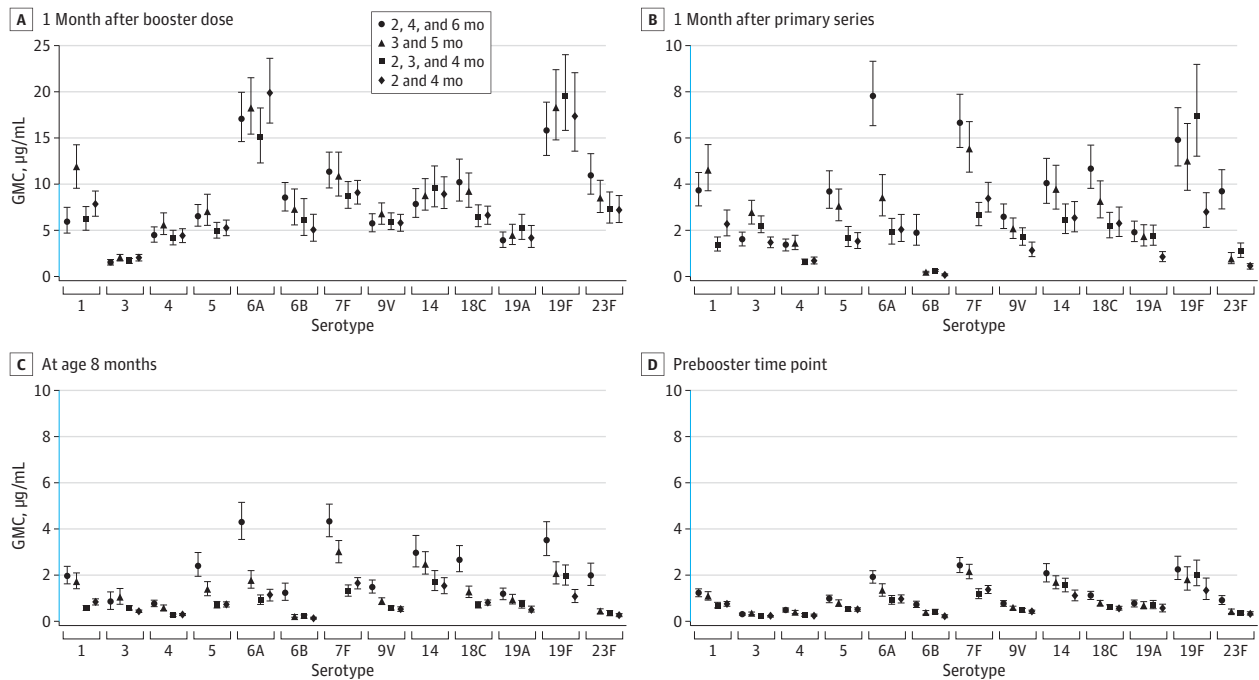 A 1 Month after booster dose
2, 4, and 6 mo
3 and 5 mo
2, 3, and 4 mo
2 and 4 mo
25
20
15
10
5
0
GMC, µg/mL
1 3 4 5 6A 6B 7F 9V 14 18C 19A 19F 23F
Serotype
B 1 Month after primary series
10
8
6
4
2
0
1 3 4 5 6A 6B 7F 9V 14 18C 19A 19F 23F
Serotype
C At age 8 months
10
8
6
4
2
0
GMC, µg/mL
1 3 4 5 6A 6B 7F 9V 14 18C 19A 19F 23F
Serotype
D Prebooster time point
10
8
6
4
2
0
1 3 4 5 6A 6B 7F 9V 14 18C 19A 19F 23F
Serotype